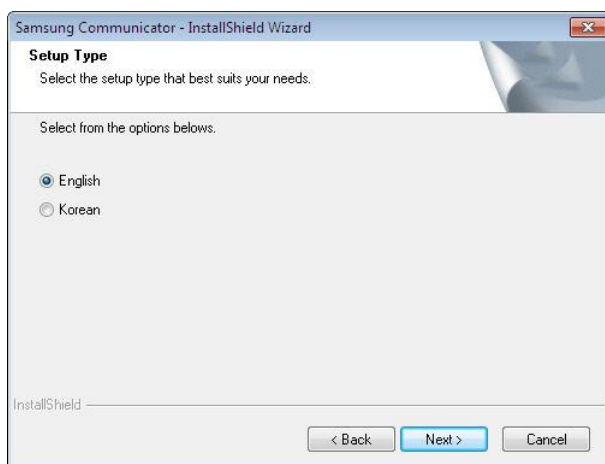 Samsung Communicator - InstallShield Wizard
Setup Type
Select the setup type that best suits your needs.
Select from the options belows.
English
Korean
InstallShield
< Back Next > Cancel